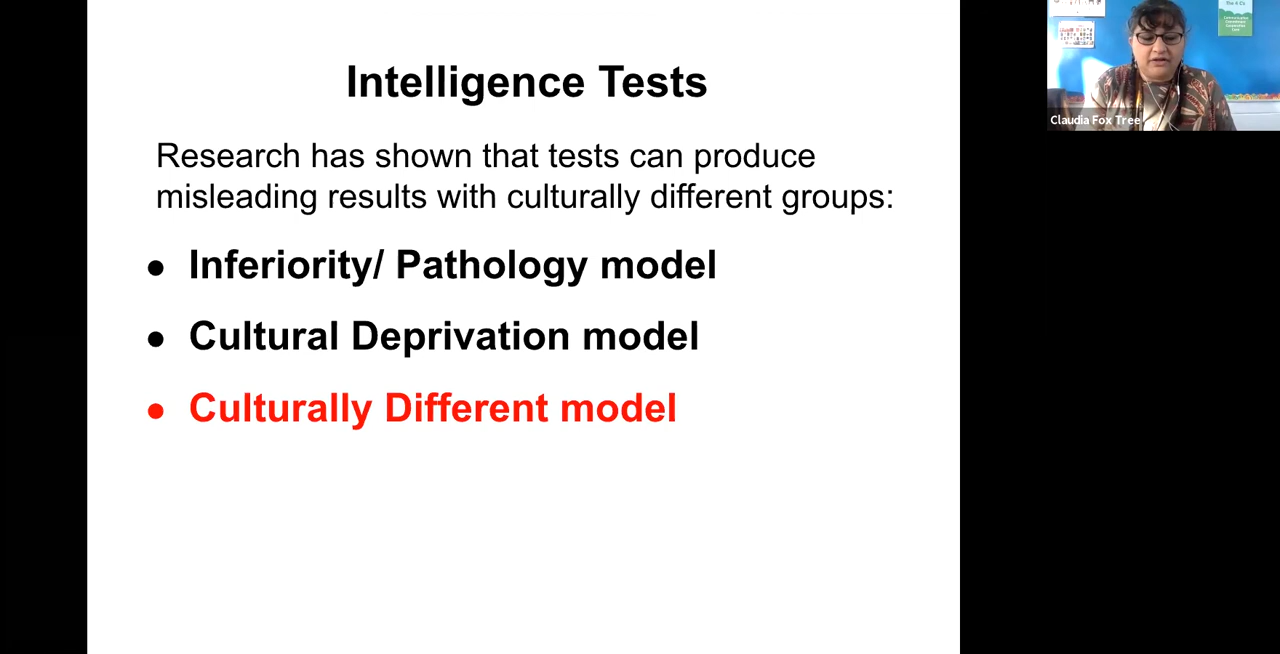 Intelligence Tests
Research has shown that tests can produce
misleading results with culturally different groups:
● Inferiority/ Pathology model
● Cultural Deprivation model
● Culturally Different model
Claudia Fox Tree